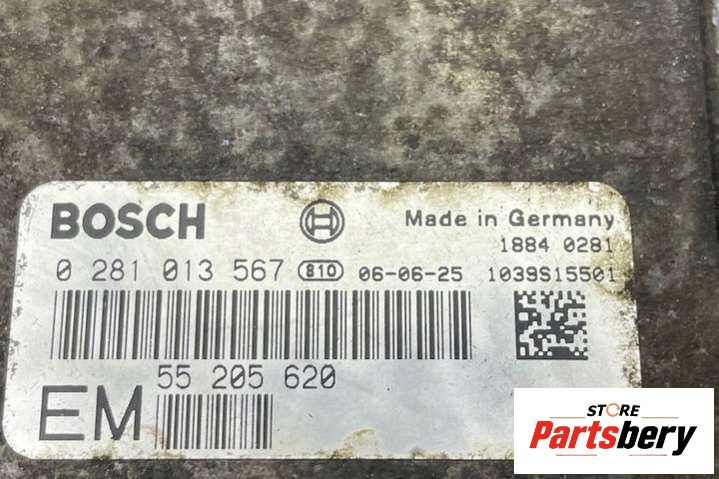 BOSCH
Made in Germany
1884 0281
0 281 013 567 810 06-06-25 1039S15501
55 205 620
EM
STORE
Partsbery